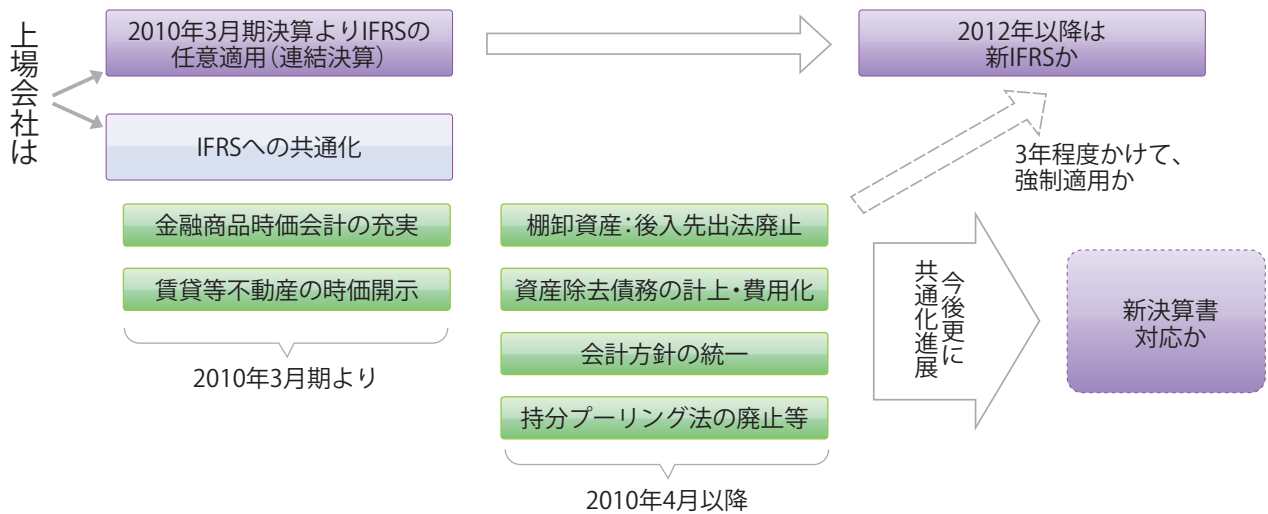 上場会社は
2010年3月期決算よりIFRSの
任意適用（連結決算）
2012年以降は
新IFRSか
IFRSへの共通化
3年程度かけて、
強制適用か
金融商品時価会計の充実
賃貸等不動産の時価開示
2010年3月期より
棚卸資産：後入先出法廃止
資産除去債務の計上・費用化
会計方針の統一
持分プーリング法の廃止等
2010年4月以降
今後更に
共通化進展
新決算書
対応か